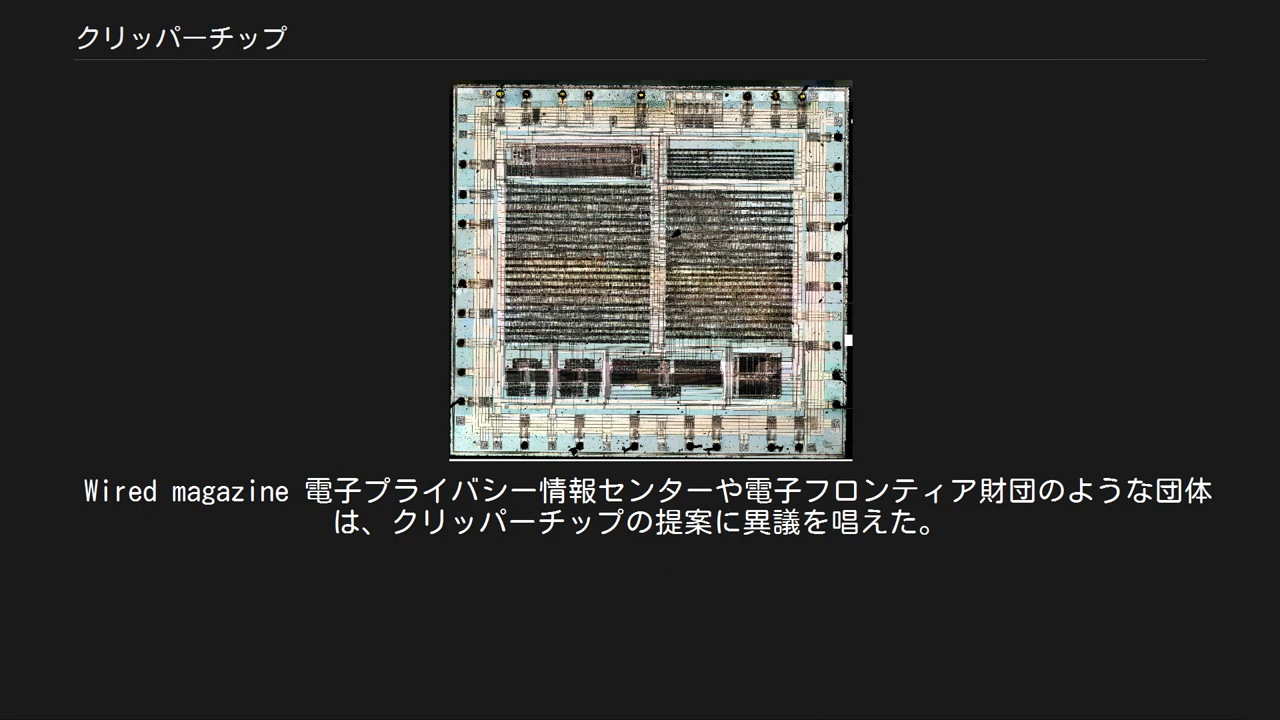 クリッパーチップ
Wired magazine 電子プライバシー情報センターや電子フロンティア財団のような団体
は、クリッパーチップの提案に異議を唱えた。